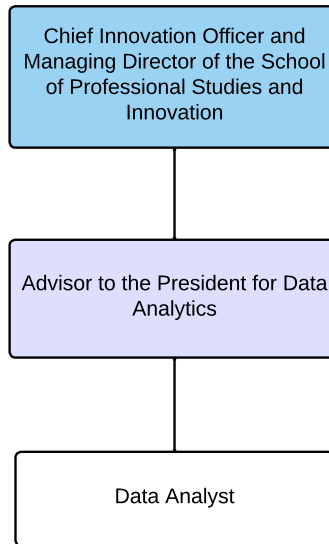 Chief Innovation Officer and
Managing Director of the School
of Professional Studies and
Innovation
Advisor to the President for Data
Analytics
Data Analyst